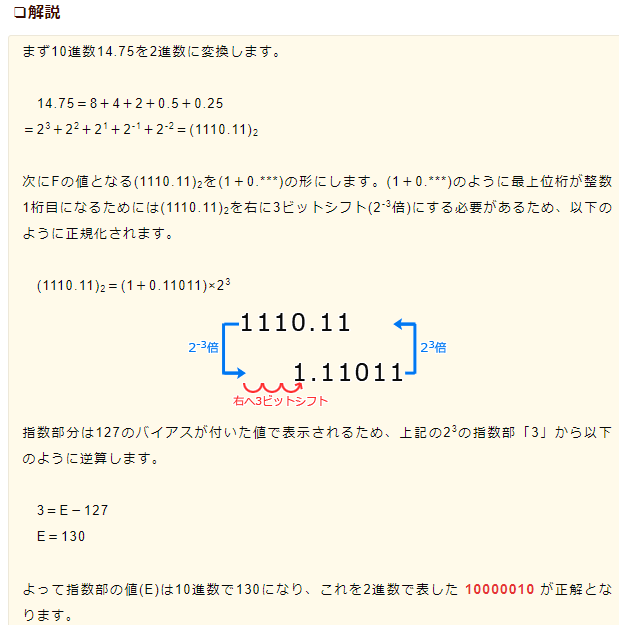 ❏解説
まず10進数14.75を2進数に変換します。
14.75＝8＋4＋2＋0.5＋0.25
＝2³＋2²＋2¹＋2⁻¹＋2⁻²＝(1110.11)₂
次にFの値となる(1110.11)₂を(1＋0.***)の形にします。(1＋0.***)のように最上位桁が整数
1桁目になるためには(1110.11)₂を右に3ビットシフト(2⁻³倍)にする必要があるため、以下の
ように正規化されます。
(1110.11)₂＝(1＋0.11011)×2³
1110.11
2⁻³倍
2³倍
1.11011
右へ3ビットシフト
指数部分は127のバイアスが付いた値で表示されるため、上記の2³の指数部「3」から以下
のように逆算します。
3＝E－127
E＝130
よって指数部の値(E)は10進数で130になり、これを2進数で表した 10000010 が正解とな
ります。